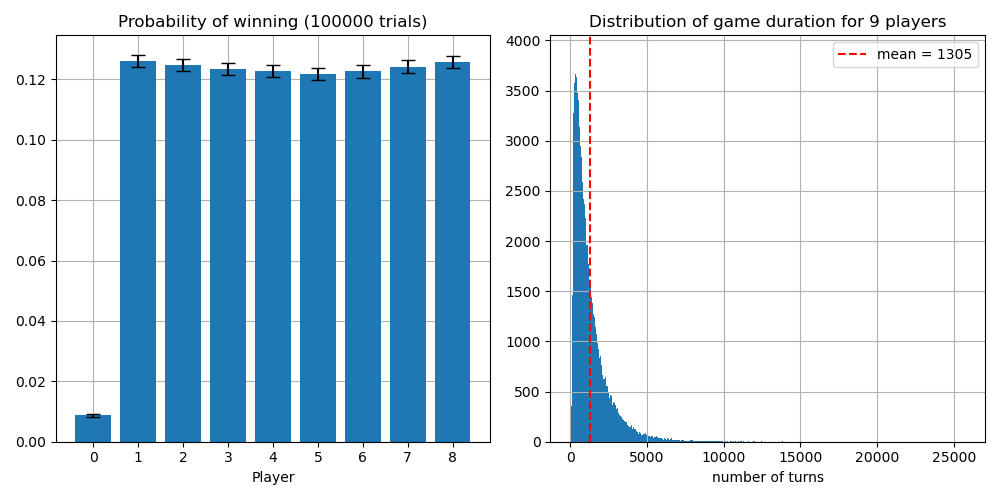 Probability of winning (100000 trials)
0.12
0.10
0.08
0.06
0.04
0.02
0.00
0 1 2 3 4 5 6 7 8
Player
Distribution of game duration for 9 players
mean = 1305
4000
3500
3000
2500
2000
1500
1000
500
0
0 5000 10000 15000 20000 25000
number of turns